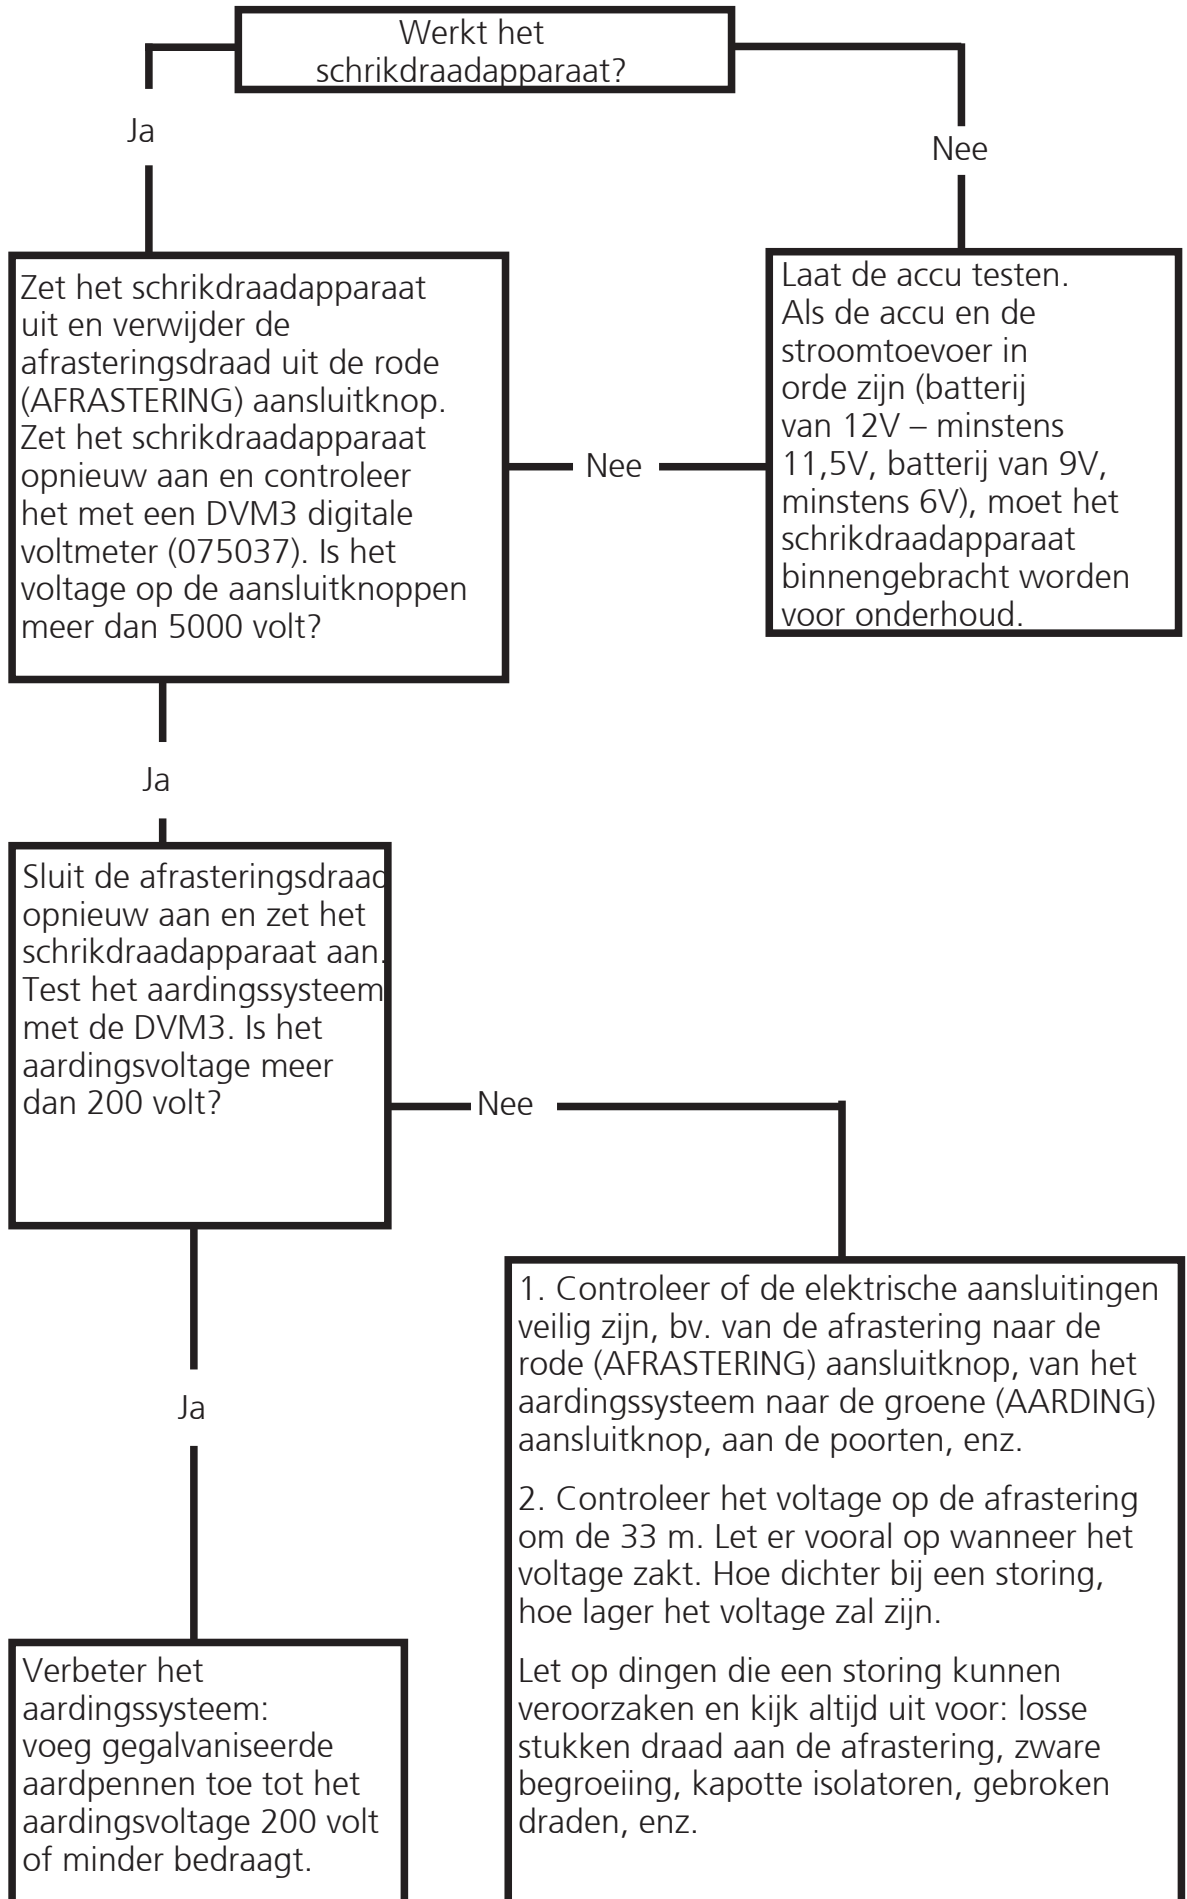 Werkt het
schrikdraadapparaat?
Ja
Nee
Zet het schrikdraadapparaat
uit en verwijder de
afrasteringsdraad uit de rode
(AFRASTERING) aansluitknop.
Zet het schrikdraadapparaat
opnieuw aan en controleer
het met een DVM3 digitale
voltmeter (075037). Is het
voltage op de aansluitknoppen
meer dan 5000 volt?
Nee
Laat de accu testen.
Als de accu en de
stroomtoevoer in
orde zijn (batterij
van 12V – minstens
11,5V, batterij van 9V,
minstens 6V), moet het
schrikdraadapparaat
binnengebracht worden
voor onderhoud.
Ja
Sluit de afrasteringsdraad
opnieuw aan en zet het
schrikdraadapparaat aan.
Test het aardingssysteem
met de DVM3. Is het
aardingsvoltage meer
dan 200 volt?
Nee
Ja
1. Controleer of de elektrische aansluitingen
veilig zijn, bv. van de afrastering naar de
rode (AFRASTERING) aansluitknop, van het
aardingssysteem naar de groene (AARDING)
aansluitknop, aan de poorten, enz.
2. Controleer het voltage op de afrastering
om de 33 m. Let er vooral op wanneer het
voltage zakt. Hoe dichter bij een storing,
hoe lager het voltage zal zijn.
Let op dingen die een storing kunnen
veroorzaken en kijk altijd uit voor: losse
stukken draad aan de afrastering, zware
begroeiing, kapotte isolatoren, gebroken
draden, enz.
Verbeter het
aardingssysteem:
voeg gegalvaniseerde
aardpennen toe tot het
aardingsvoltage 200 volt
of minder bedraagt.